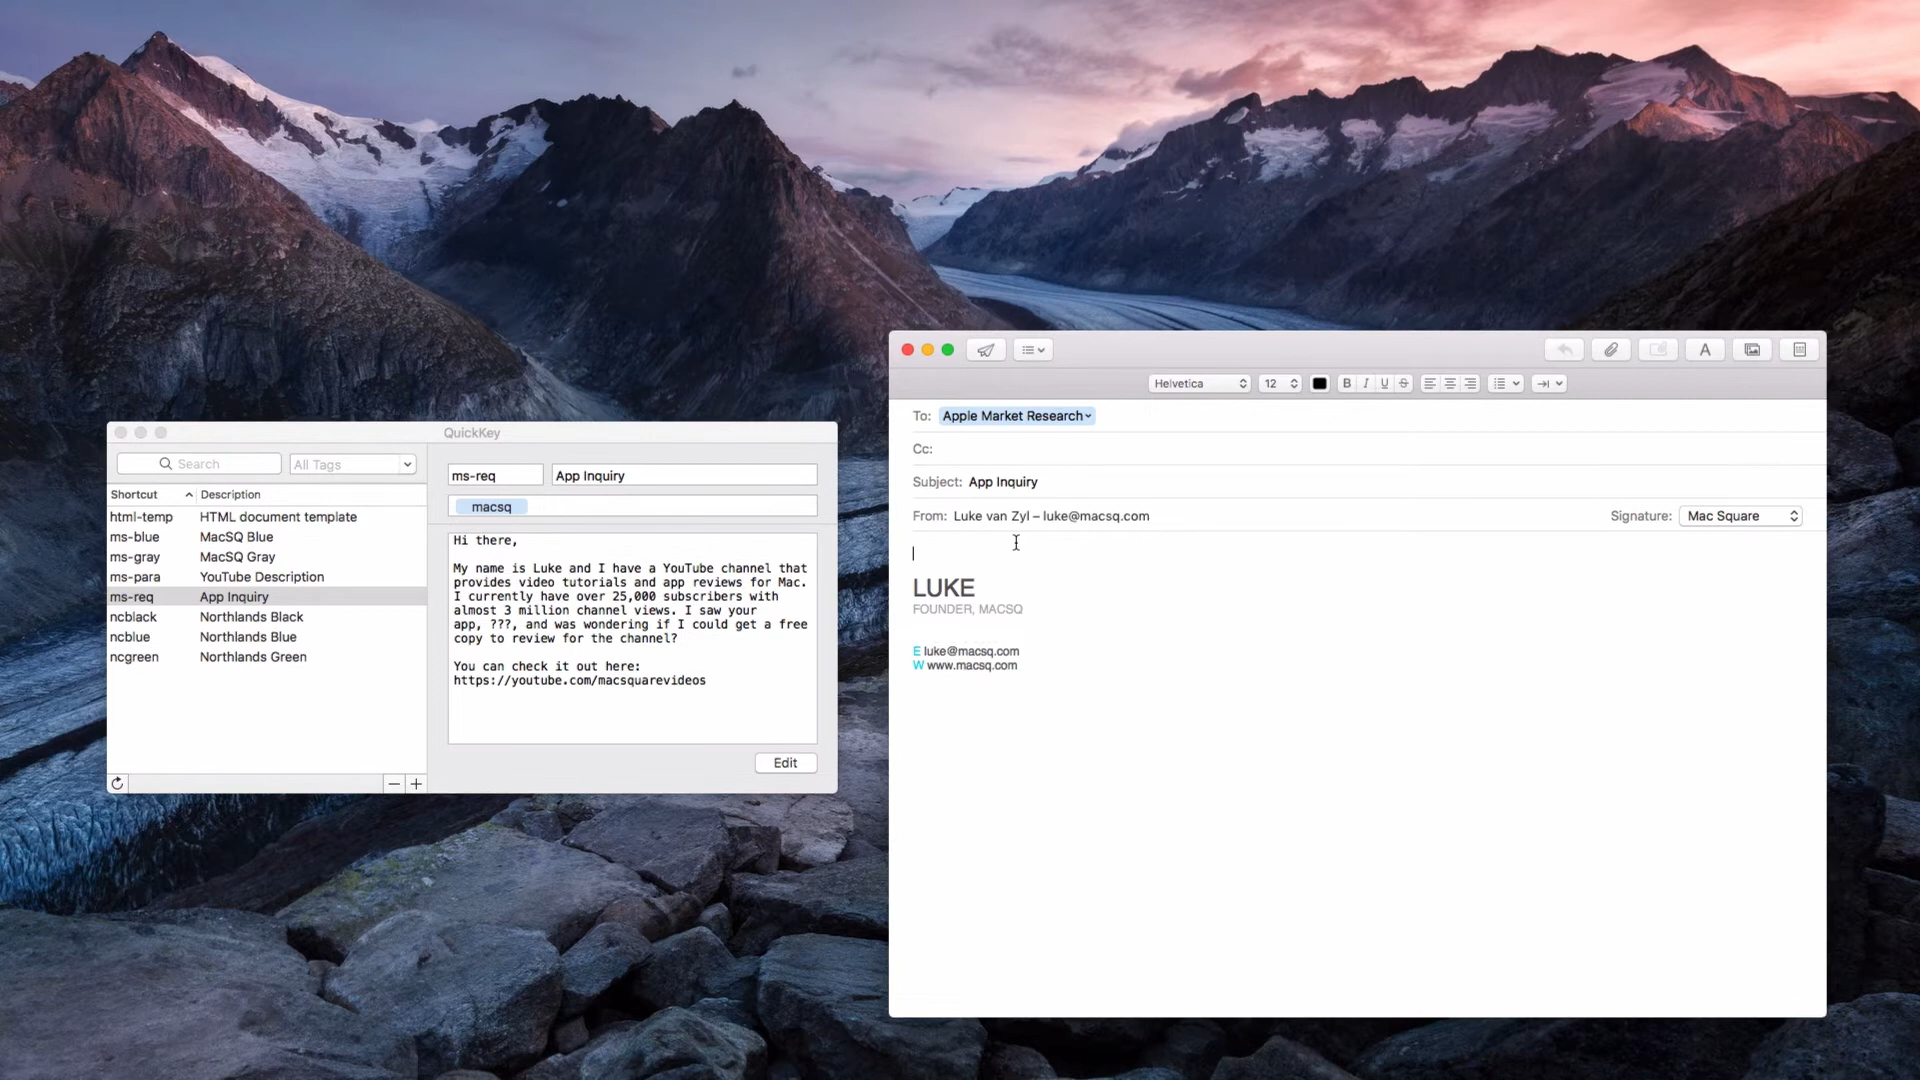 QuickKey
Search
All Tags
Shortcut Description
html-temp HTML document template
ms-blue MacSQ Blue
ms-gray MacSQ Gray
ms-para YouTube Description
ms-req App Inquiry
ncblack Northlands Black
ncblue Northlands Blue
ncgreen Northlands Green
ms-req App Inquiry
macsq
Hi there,
My name is Luke and I have a YouTube channel that
provides video tutorials and app reviews for Mac.
I currently have over 25,000 subscribers with
almost 3 million channel views. I saw your
app, ???, and was wondering if I could get a free
copy to review for the channel?
You can check it out here:
https://youtube.com/macsquarevideos
Edit
A
Helvetica 12 B I U S
To: Apple Market Research
Cc:
Subject: App Inquiry
From: Luke van Zyl – luke@macsq.com Signature: Mac Square
LUKE
FOUNDER, MACSQ
E luke@macsq.com
W www.macsq.com